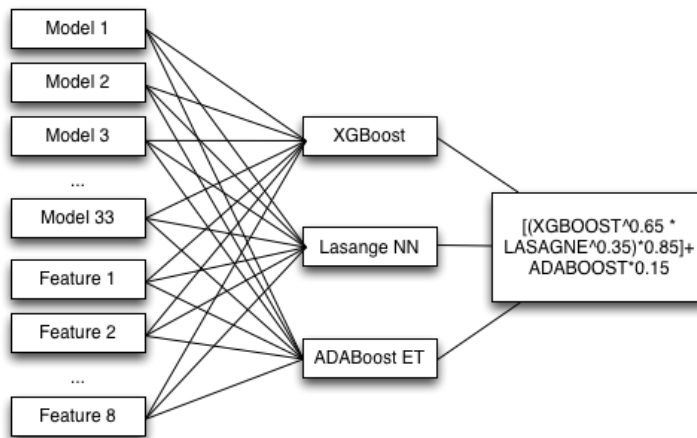 Model 1
Model 2
Model 3
...
Model 33
Feature 1
Feature 2
...
Feature 8
XGBoost
Lasange NN
ADABoost ET
[(XGBOOST^0.65 *
LASAGNE^0.35)*0.85]+
ADABOOST*0.15